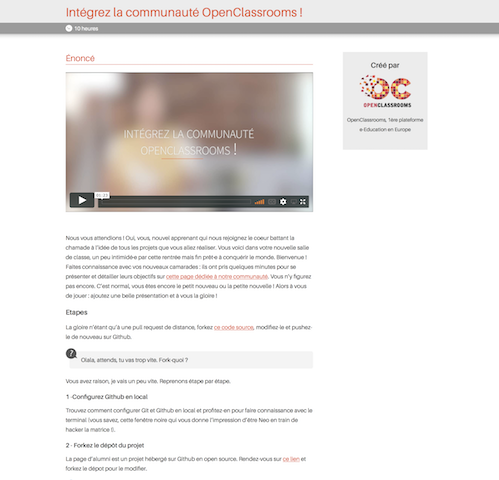 Intégrez la communauté OpenClassrooms !
10 heures
Énoncé
INTÉGREZ LA COMMUNAUTÉ
OPENCLASSROOMS !
Créé par
OC
OPENCLASSROOMS
OpenClassrooms, 1ère plateforme
e-Education en Europe
Nous vous attendions ! Oui, vous, nouvel apprenant qui nous rejoignez le coeur battant la
chamade à l'idée de tous les projets que vous allez réaliser. Vous voici dans votre nouvelle salle
de classe, un peu intimidé·e par cette rentrée mais fin prêt·e à conquérir le monde. Bienvenue !
Faites connaissance avec vos nouveaux camarades : ils ont pris quelques minutes pour se
présenter et détailler leurs objectifs sur cette page dédiée à notre communauté. Vous n'y figurez
pas encore. C'est normal, vous êtes encore le petit nouveau ou la petite nouvelle ! Alors à vous
de jouer : ajoutez une belle présentation et à vous la gloire !
Etapes
La gloire n'étant qu'à une pull request de distance, forkez ce code source, modifiez-le et pushez-
le de nouveau sur Github.
? Olala, attends, tu vas trop vite. Fork-quoi ?
Vous avez raison, je vais un peu vite. Reprenons étape par étape.
1 -Configurez Github en local
Trouvez comment configurer Git et Github en local et profitez-en pour faire connaissance avec le
terminal (vous savez, cette fenêtre noire qui vous donne l'impression d'être Neo en train de
hacker la matrice !).
2 - Forkez le dépôt du projet
La page d'alumni est un projet hébergé sur Github en open source. Rendez-vous sur ce lien et
forkez le dépot pour le modifier.